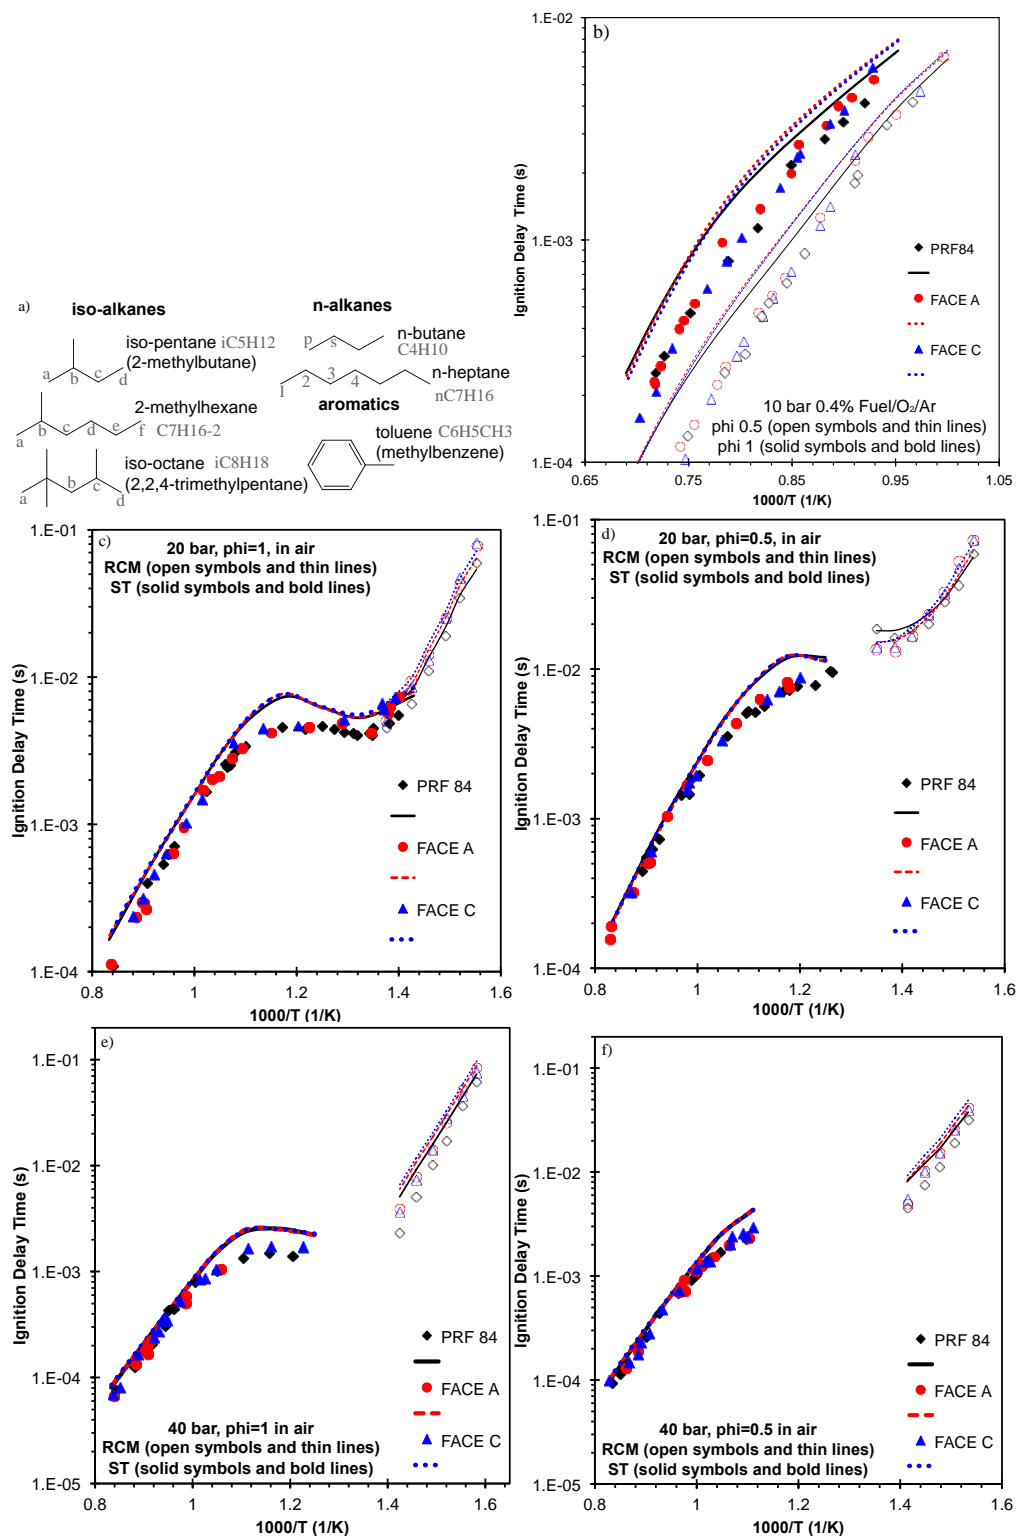 a)
iso-alkanes
n-alkanes
iso-pentane iC5H12
(2-methylbutane)
a
b
c
d
p
s
n-butane
C4H10
1
2
3
4
n-heptane
nC7H16
2-methylhexane
C7H16-2
a
b
c
d
e
f
aromatics
toluene C6H5CH3
(methylbenzene)
iso-octane iC8H18
(2,2,4-trimethylpentane)
a
b
c
d
b)
1.E-01
1.E-02
1.E-03
1.E-04
Ignition Delay Time (s)
PRF84
FACE A
FACE C
10 bar 0.4% Fuel/O₂/Ar
phi 0.5 (open symbols and thin lines)
phi 1 (solid symbols and bold lines)
0.65 0.75 0.85 0.95 1.05
1000/T (1/K)
c)
20 bar, phi=1, in air
RCM (open symbols and thin lines)
ST (solid symbols and bold lines)
1.E-01
1.E-02
1.E-03
1.E-04
Ignition Delay Time (s)
PRF 84
FACE A
FACE C
0.8 1 1.2 1.4 1.6
1000/T (1/K)
d)
20 bar, phi=0.5, in air
RCM (open symbols and thin lines)
ST (solid symbols and bold lines)
1.E-01
1.E-02
1.E-03
1.E-04
Ignition Delay Time (s)
PRF 84
FACE A
FACE C
0.8 1 1.2 1.4 1.6
1000/T (1/K)
e)
1.E-01
1.E-02
1.E-03
1.E-04
1.E-05
Ignition Delay Time (s)
PRF 84
FACE A
FACE C
40 bar, phi=1 in air
RCM (open symbols and thin lines)
ST (solid symbols and bold lines)
0.8 1 1.2 1.4 1.6
1000/T (1/K)
f)
1.E-01
1.E-02
1.E-03
1.E-04
1.E-05
Ignition Delay Time (s)
PRF 84
FACE A
FACE C
40 bar, phi=0.5 in air
RCM (open symbols and thin lines)
ST (solid symbols and bold lines)
0.8 1 1.2 1.4 1.6
1000/T (1/K)